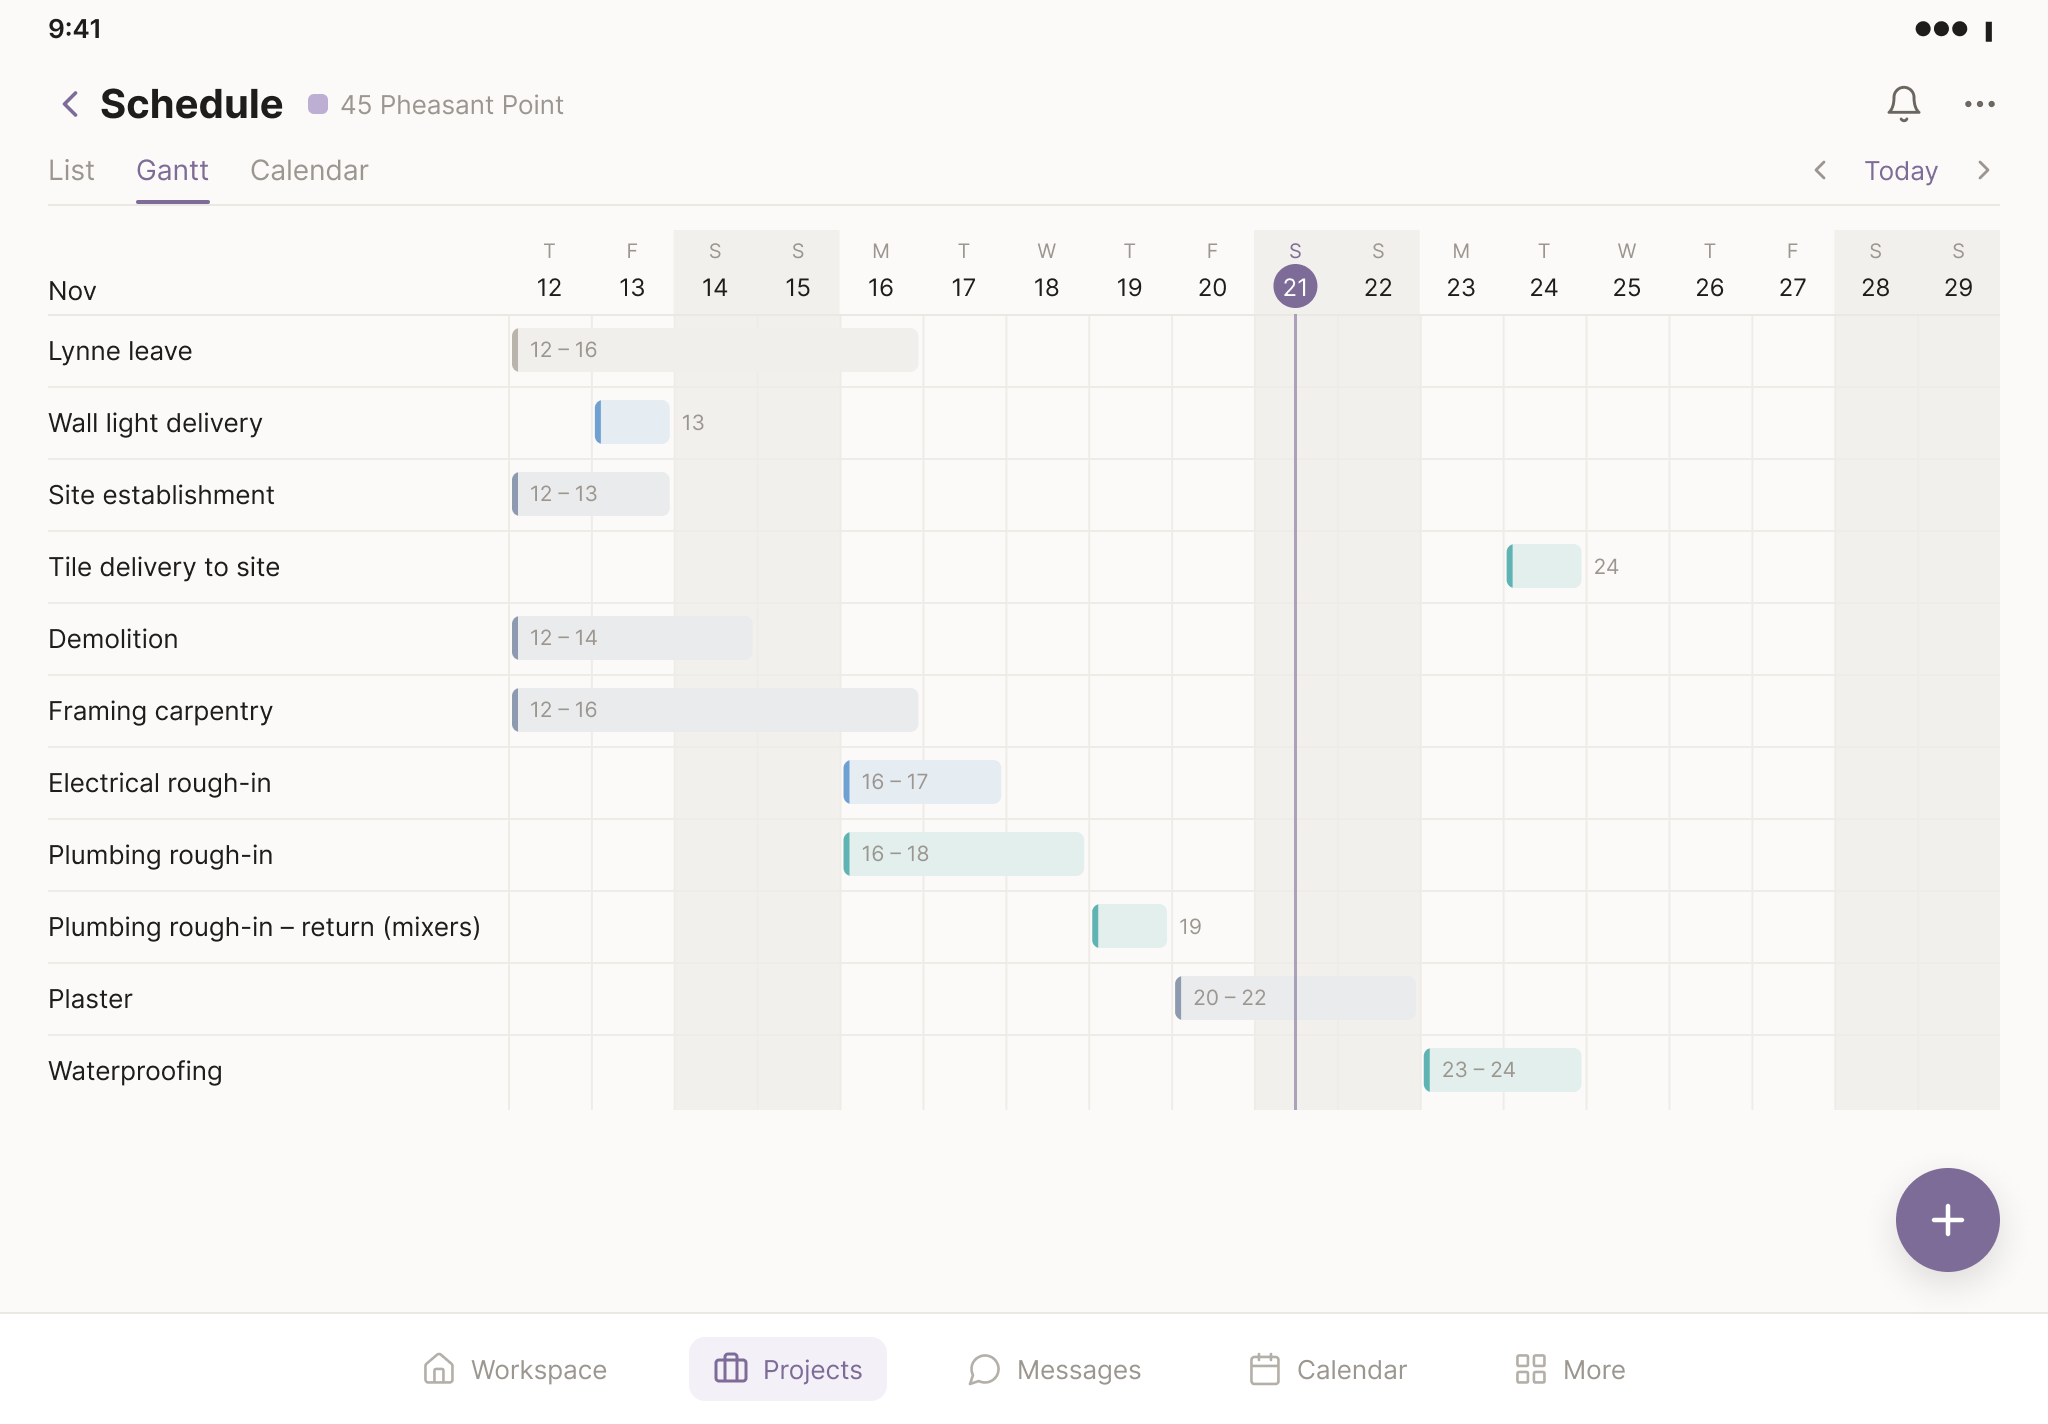 9:41
Schedule 45 Pheasant Point
List Gantt Calendar Today
T F S S M T W T F S S M T W T F S S
Nov 12 13 14 15 16 17 18 19 20 21 22 23 24 25 26 27 28 29
Lynne leave 12 – 16
Wall light delivery 13
Site establishment 12 – 13
Tile delivery to site 24
Demolition 12 – 14
Framing carpentry 12 – 16
Electrical rough-in 16 – 17
Plumbing rough-in 16 – 18
Plumbing rough-in – return (mixers) 19
Plaster 20 – 22
Waterproofing 23 – 24
Workspace Projects Messages Calendar More